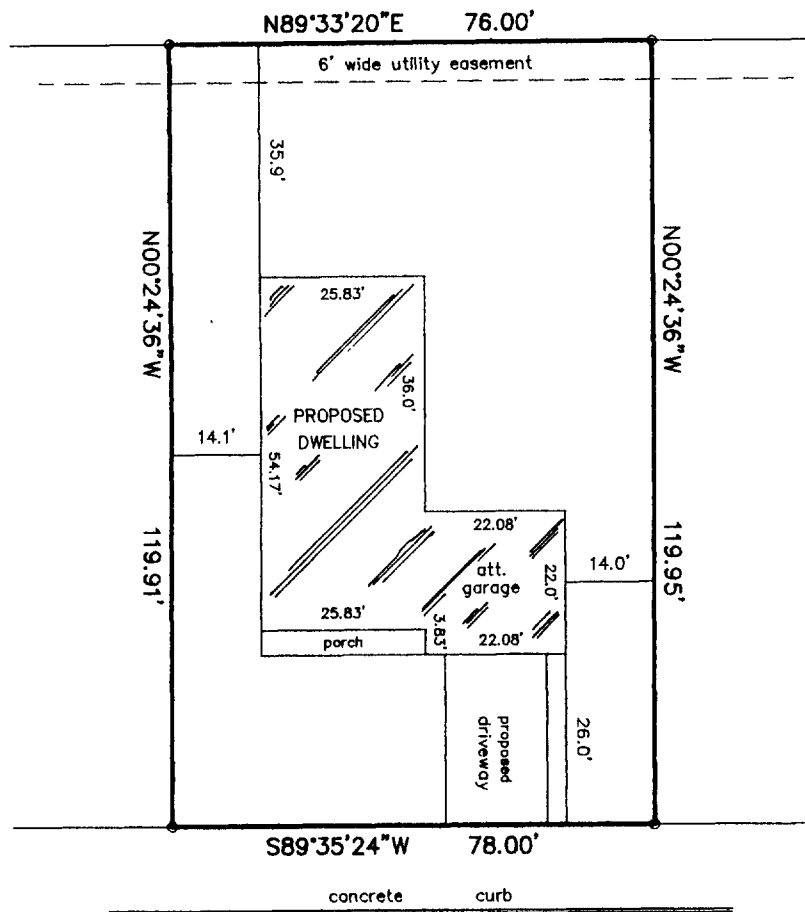 N89°33'20"E 76.00'
6' wide utility easement
35.9'
N00°24'36"W
N00°24'36"W
25.83'
36.0'
PROPOSED
DWELLING
14.1'
54.17'
22.08'
att.
garage
22.0'
14.0'
119.91'
119.95'
25.83'
3.83'
22.08'
porch
proposed
driveway
26.0'
S89°35'24"W 78.00'
concrete curb